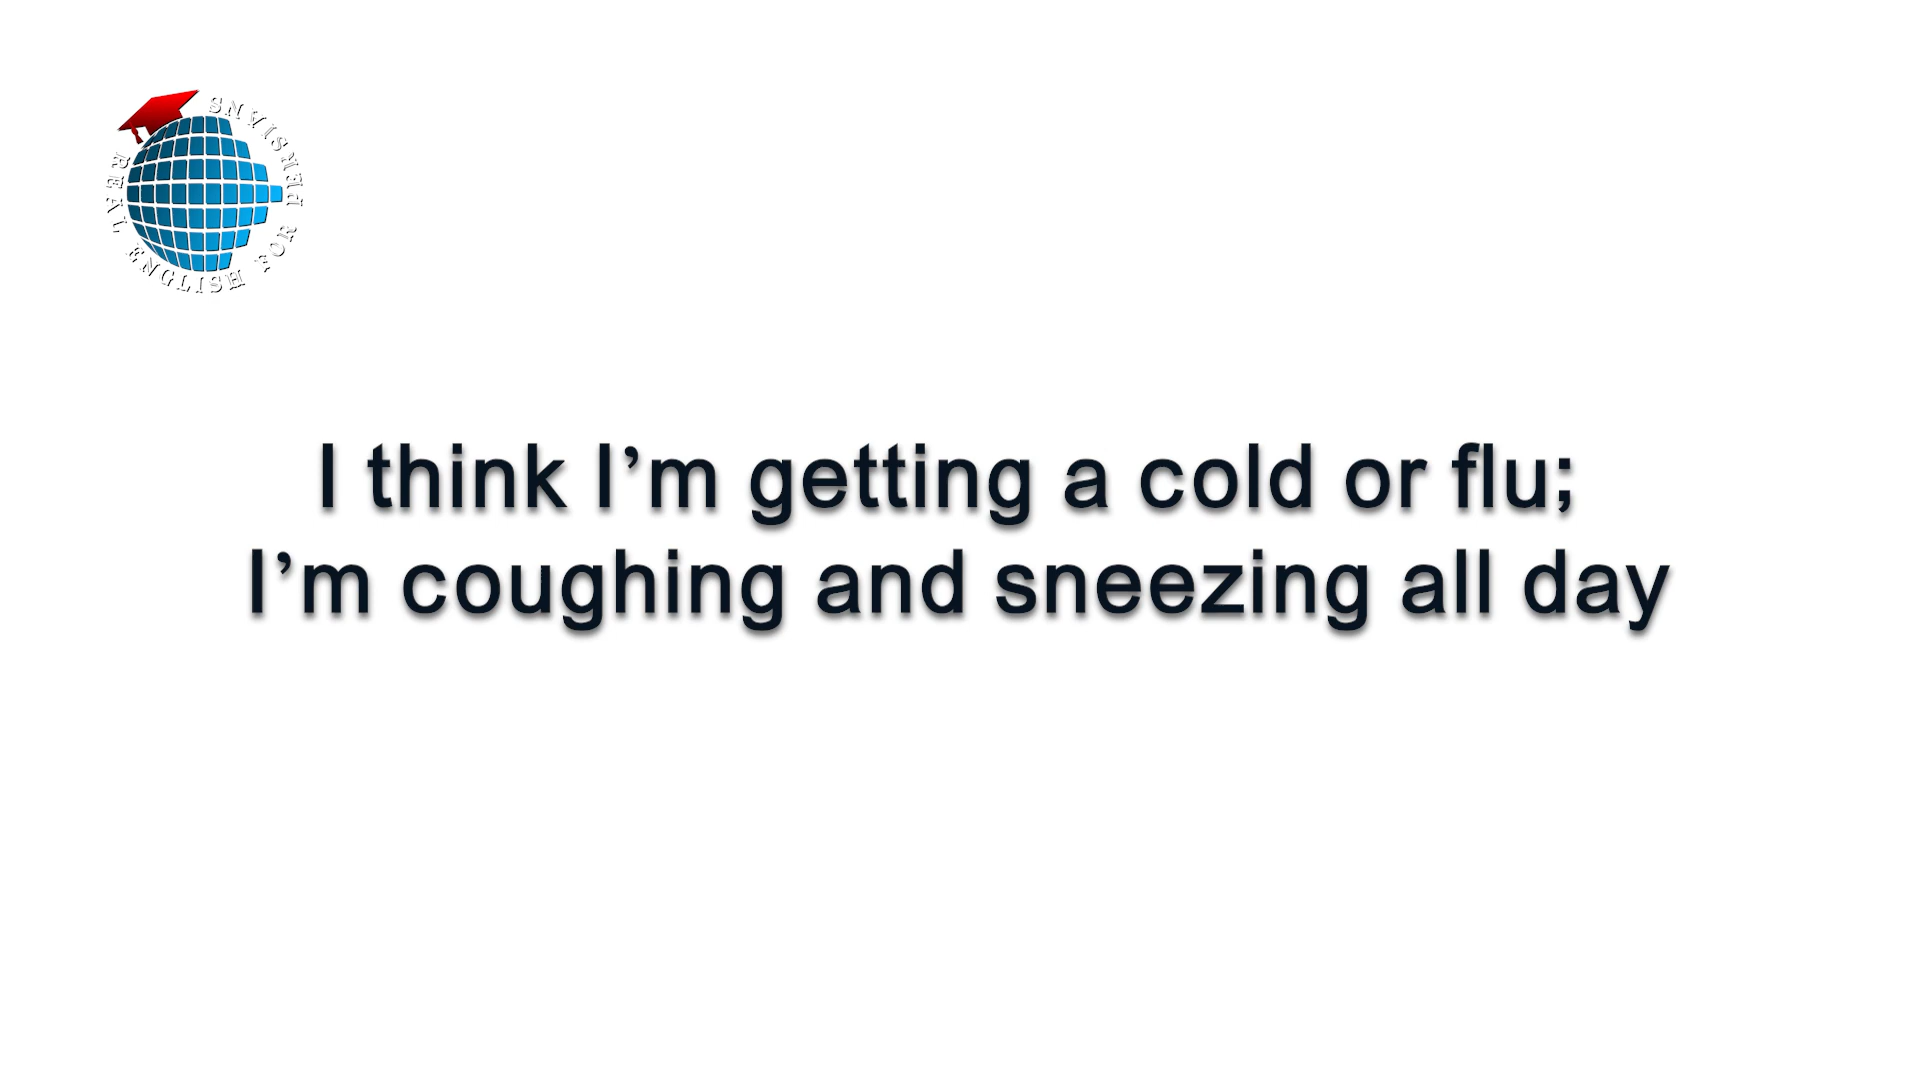 REAL ENGLISH FOR PERSIANS
I think I’m getting a cold or flu;
I’m coughing and sneezing all day